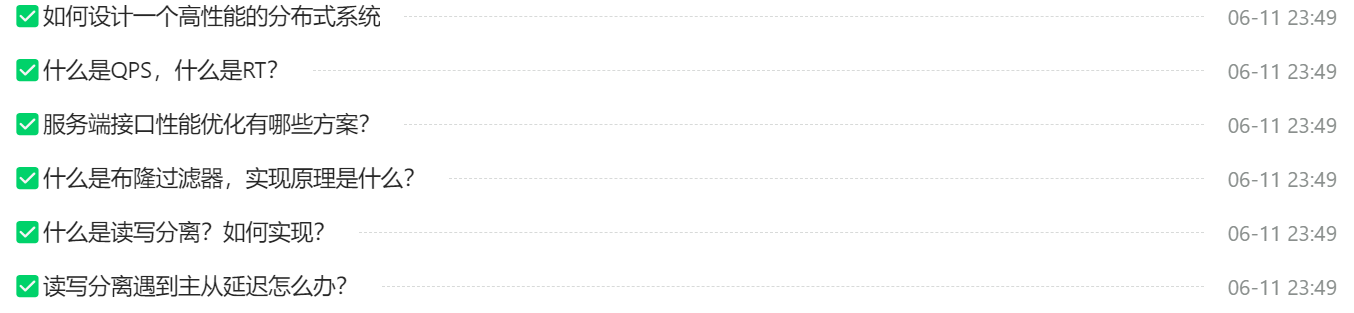 如何设计一个高性能的分布式系统 06-11 23:49
什么是QPS，什么是RT？ 06-11 23:49
服务端接口性能优化有哪些方案？ 06-11 23:49
什么是布隆过滤器，实现原理是什么？ 06-11 23:49
什么是读写分离？如何实现？ 06-11 23:49
读写分离遇到主从延迟怎么办？ 06-11 23:49